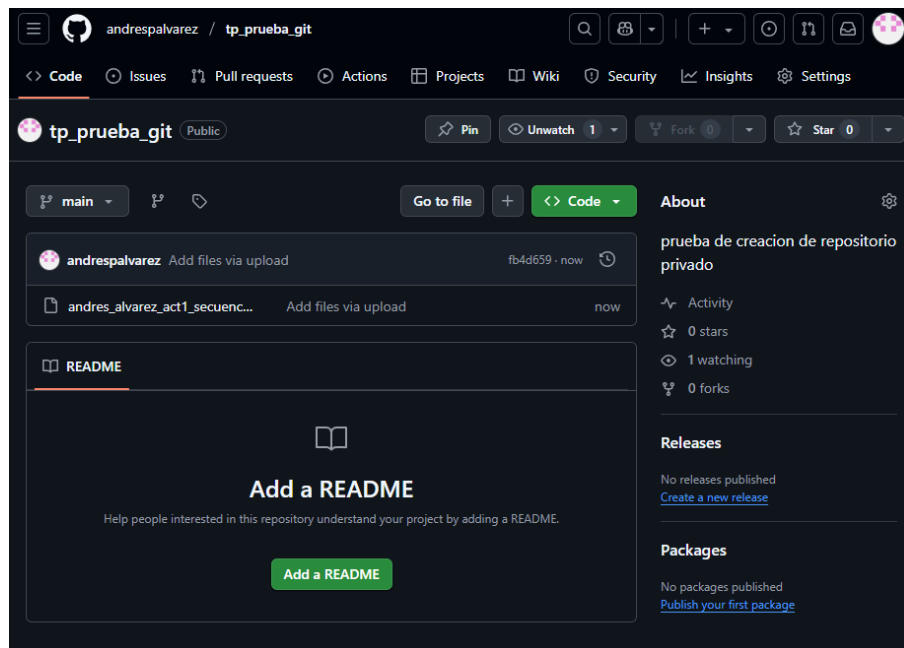 andrespalvarez / tp_prueba_git
Code Issues Pull requests Actions Projects Wiki Security Insights Settings
tp_prueba_git Public Pin Unwatch 1 Fork 0 Star 0
main Go to file + Code
About
prueba de creacion de repositorio
privado
andrespalvarez Add files via upload fb4d659 · now
andres_alvarez_act1_secuenc... Add files via upload now
Activity
0 stars
1 watching
0 forks
README
Add a README
Help people interested in this repository understand your project by adding a README.
Add a README
Releases
No releases published
Create a new release
Packages
No packages published
Publish your first package